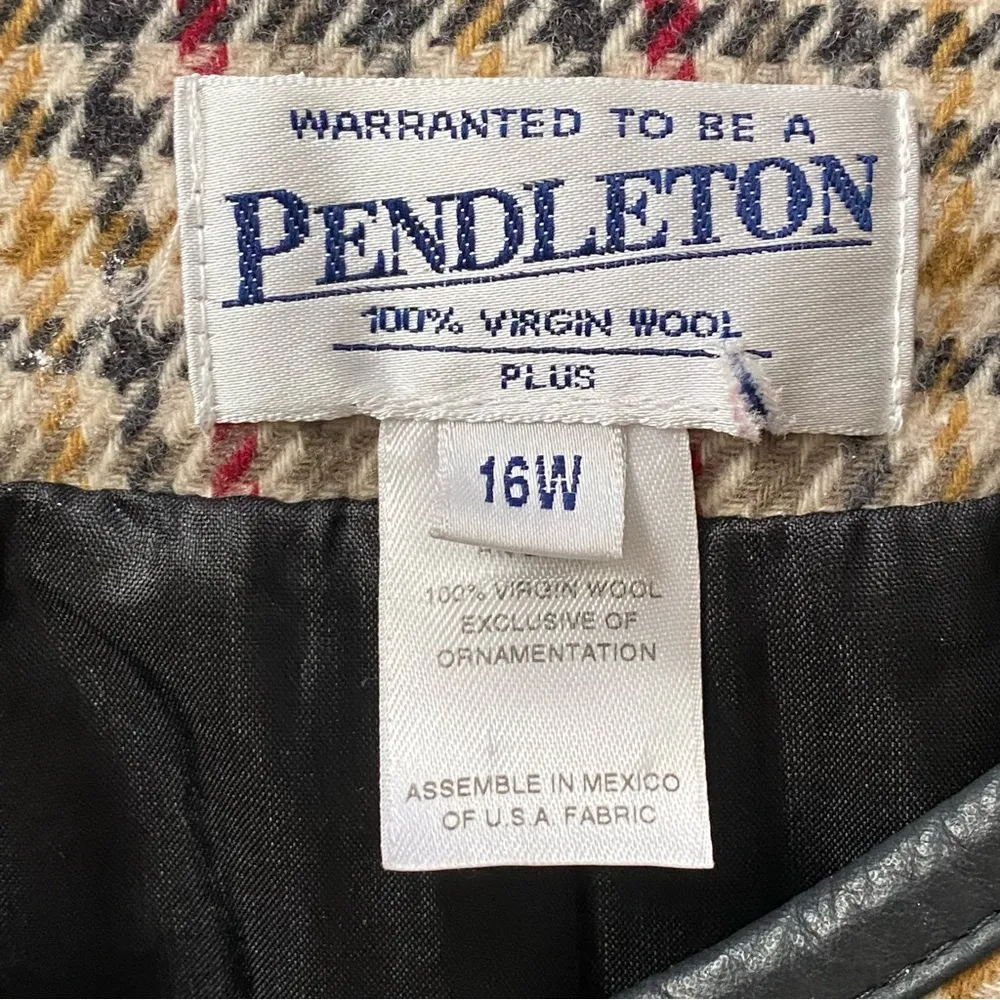 WARRANTED TO BE A
PENDLETON
100% VIRGIN WOOL
PLUS
16W
100% VIRGIN WOOL
EXCLUSIVE OF
ORNAMENTATION
ASSEMBLE IN MEXICO
OF U.S.A FABRIC